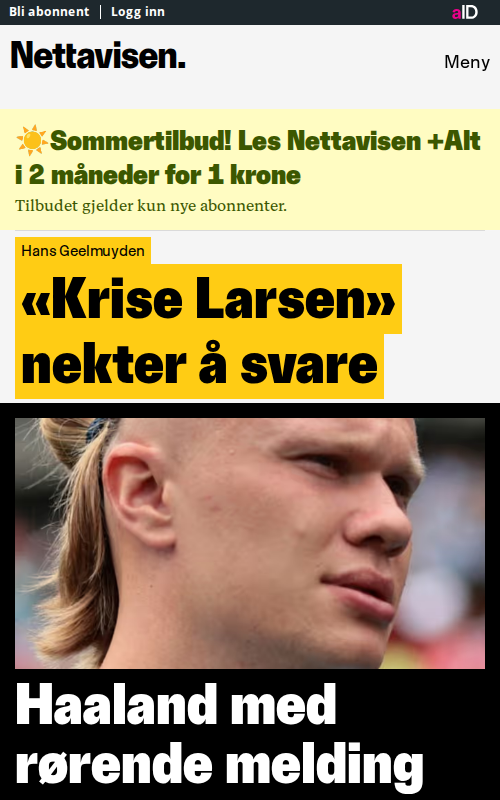 Bli abonnent
Logg inn
aID
Nettavisen.
Meny
Sommertilbud! Les Nettavisen +Alt
i 2 måneder for 1 krone
Tilbudet gjelder kun nye abonnenter.
Hans Geelmuyden
«Krise Larsen»
nekter å svare
Haaland med
rørende melding